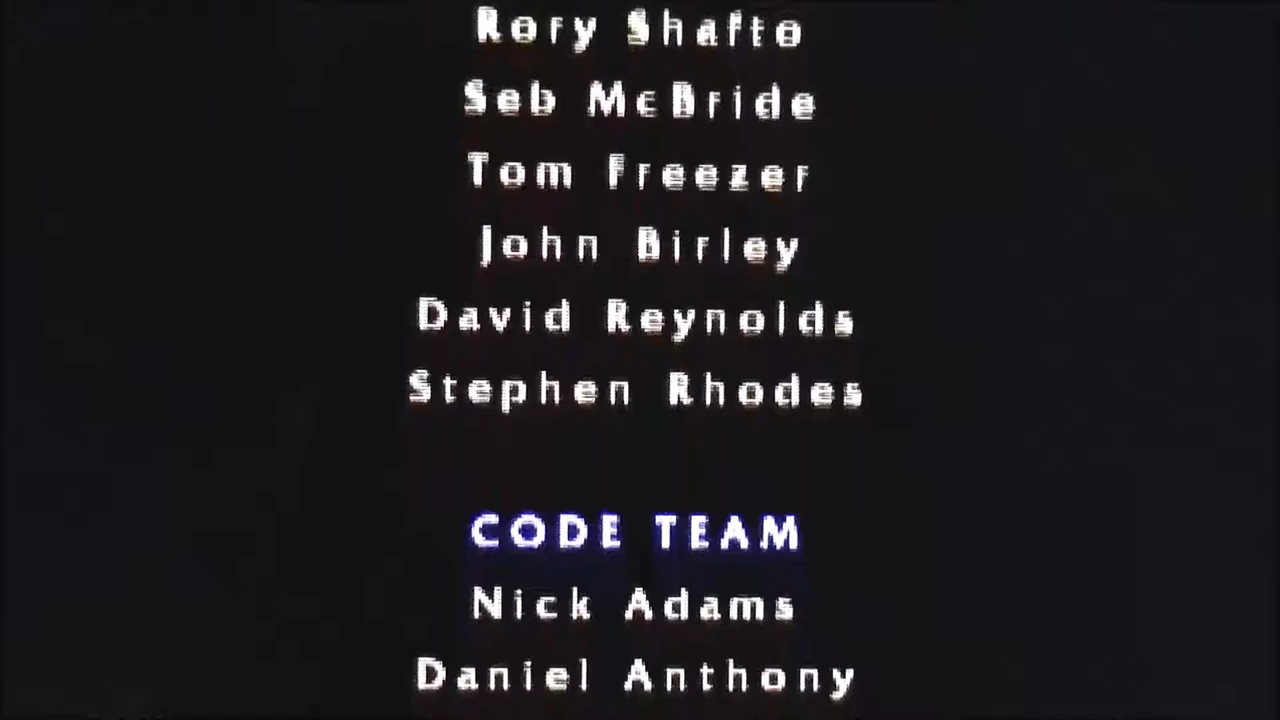 Rory Shafto
Seb McBride
Tom Freezer
John Birley
David Reynolds
Stephen Rhodes
CODE TEAM
Nick Adams
Daniel Anthony